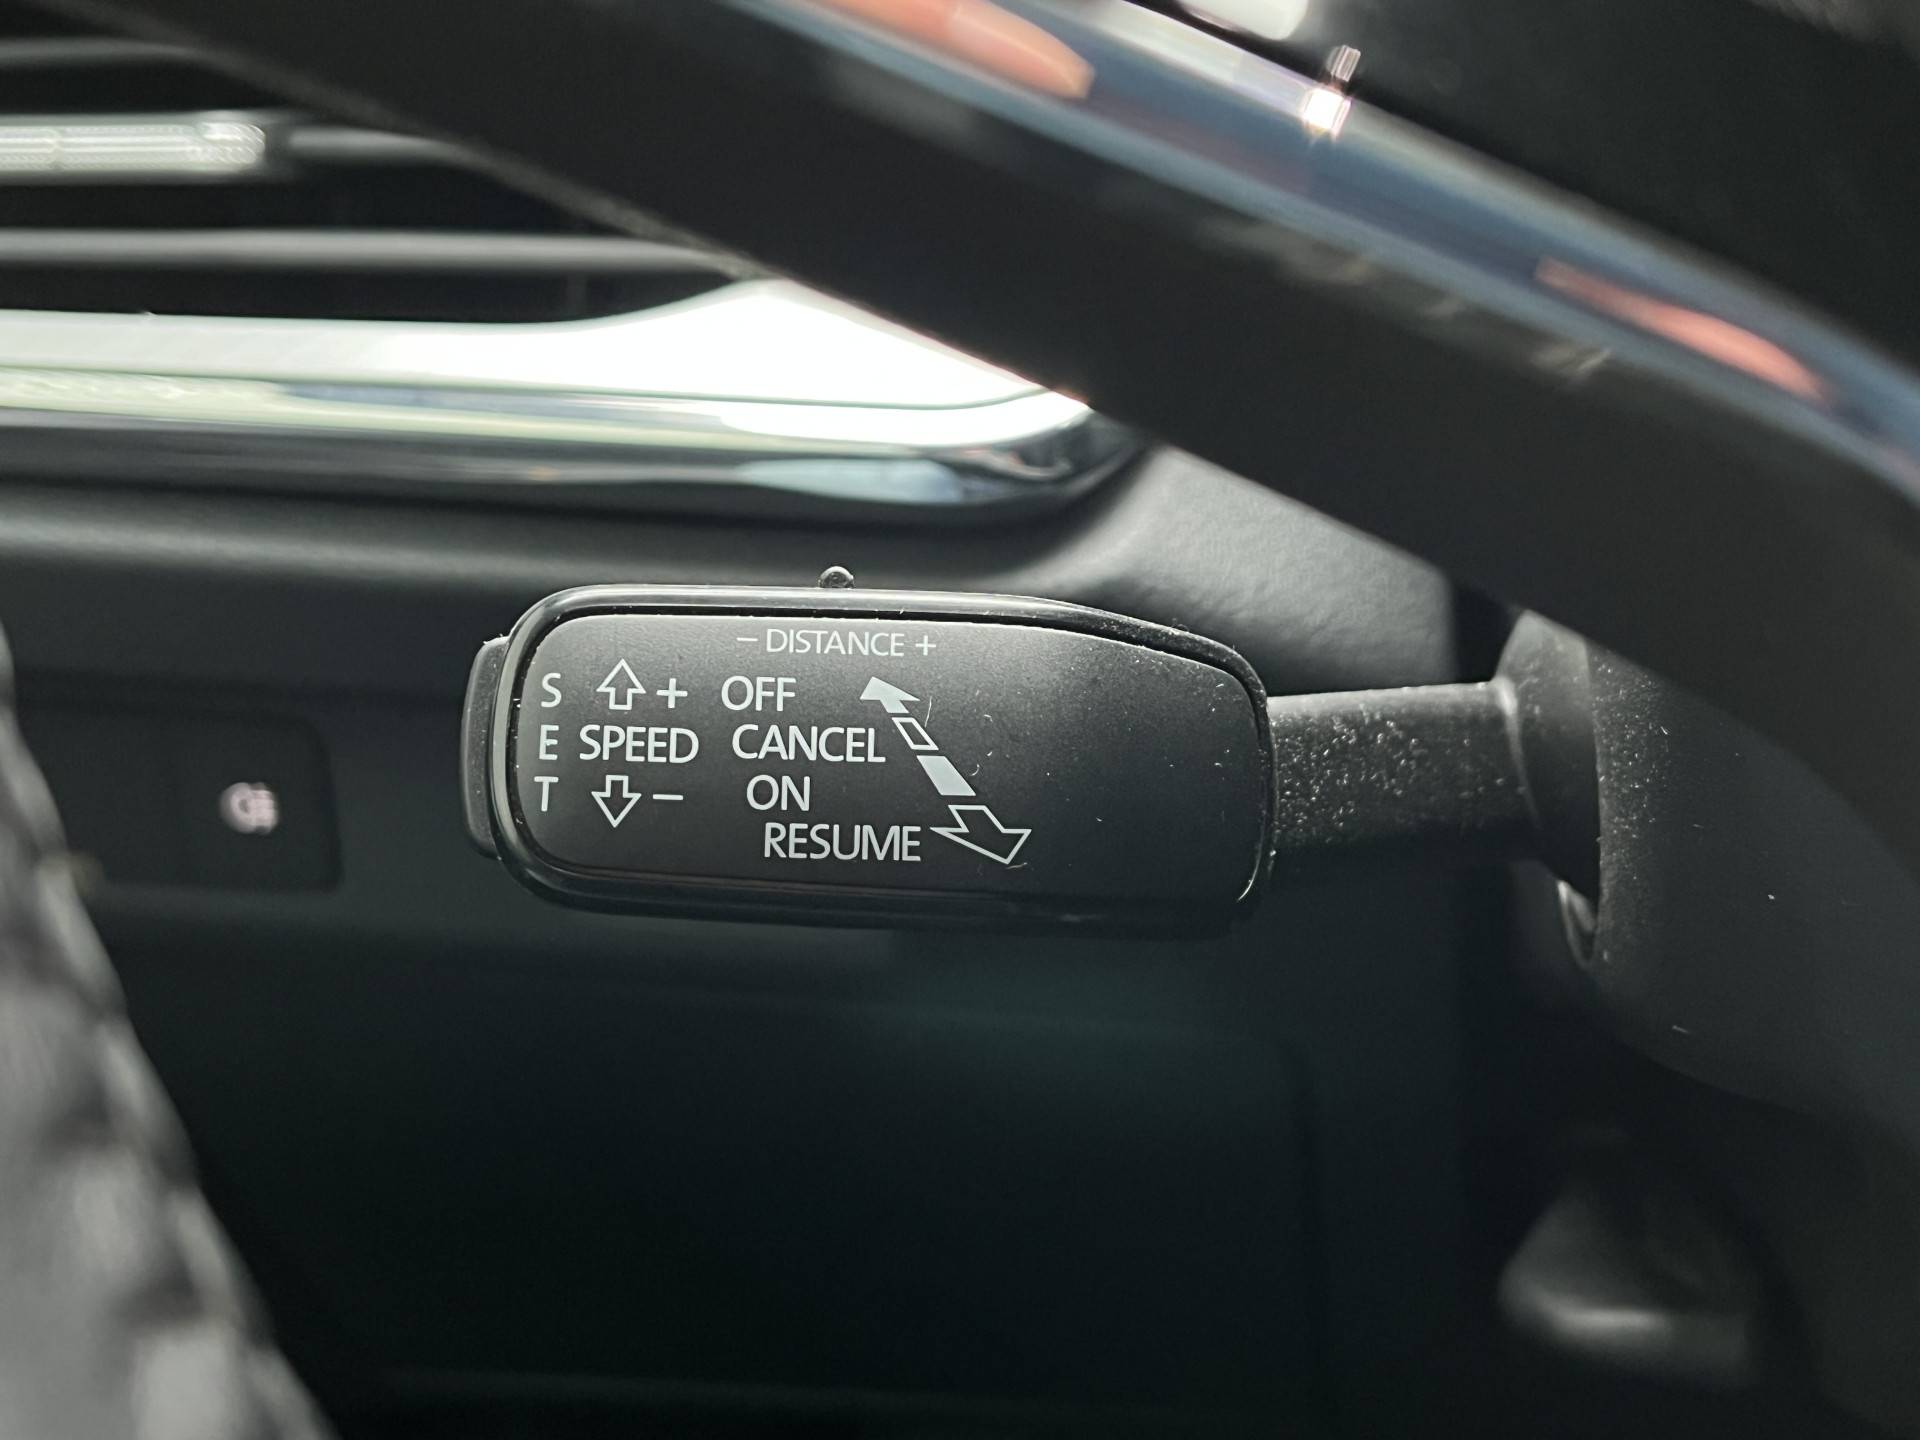 − DISTANCE +
S + OFF
E SPEED CANCEL
T − ON
RESUME